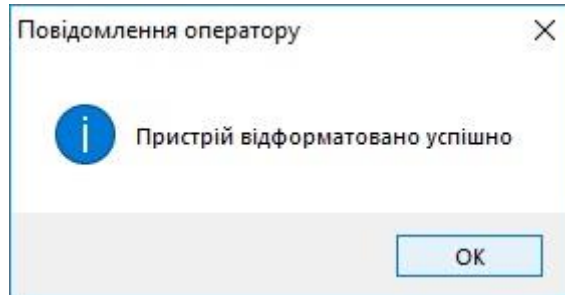 Повідомлення оператору
Пристрій відформатовано успішно
OK